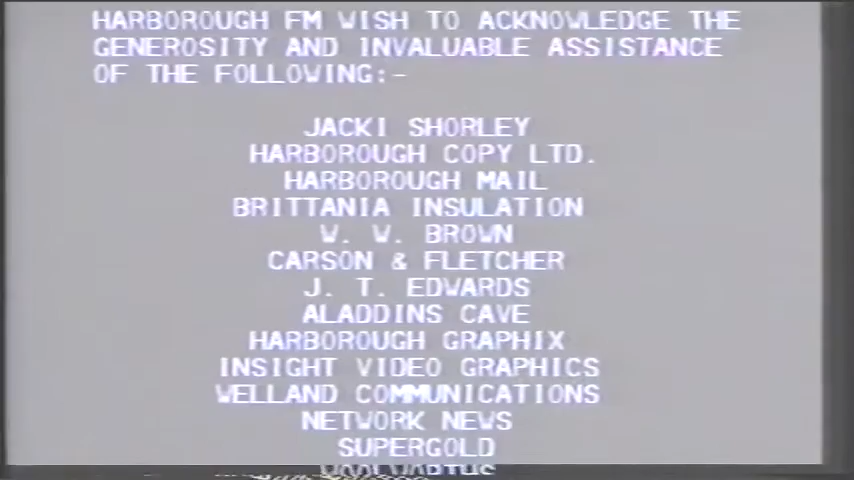 HARBOROUGH FM WISH TO ACKNOWLEDGE THE
GENEROSITY AND INVALUABLE ASSISTANCE
OF THE FOLLOWING:-
JACKI SHORLEY
HARBOROUGH COPY LTD.
HARBOROUGH MAIL
BRITTANIA INSULATION
W. W. BROWN
CARSON & FLETCHER
J. T. EDWARDS
ALADDINS CAVE
HARBOROUGH GRAPHIX
INSIGHT VIDEO GRAPHICS
WELLAND COMMUNICATIONS
NETWORK NEWS
SUPERGOLD